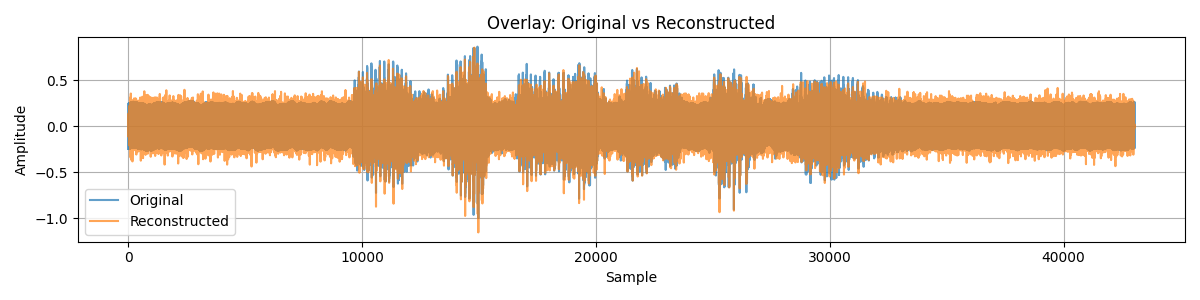 Overlay: Original vs Reconstructed
0.5
0.0
−0.5
−1.0
Amplitude
Original
Reconstructed
0
10000
20000
30000
40000
Sample